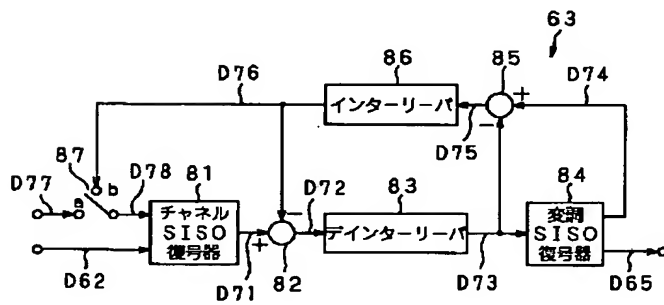 63
D76
86
85
D74
インターリーバ
+
-
D75
87
b
D78
81
D77
a
チャネル
SISO
復号器
-
D72
83
84
変調
SISO
復号器
+
デインターリーバ
D62
D71
82
D73
D65